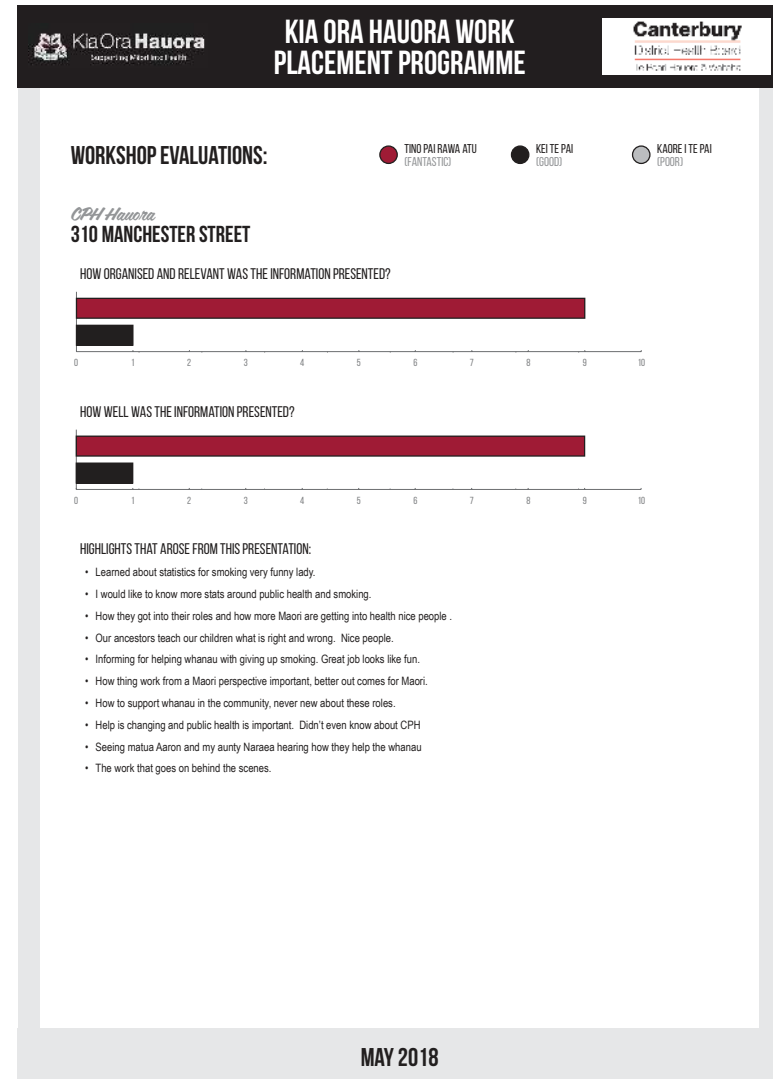 KiaOra Hauora
Supporting Māori into health
KIA ORA HAUORA WORK
PLACEMENT PROGRAMME
Canterbury
District Health Board
WORKSHOP EVALUATIONS:
TINO PAI RAWA ATU
(FANTASTIC)
KEI TE PAI
(GOOD)
KAORE I TE PAI
(POOR)
CPH Hauora
310 MANCHESTER STREET
HOW ORGANISED AND RELEVANT WAS THE INFORMATION PRESENTED?
0 1 2 3 4 5 6 7 8 9 10
HOW WELL WAS THE INFORMATION PRESENTED?
0 1 2 3 4 5 6 7 8 9 10
HIGHLIGHTS THAT AROSE FROM THIS PRESENTATION:
• Learned about statistics for smoking very funny lady.
• I would like to know more stats around public health and smoking.
• How they got into their roles and how more Maori are getting into health nice people .
• Our ancestors teach our children what is right and wrong. Nice people.
• Informing for helping whanau with giving up smoking. Great job looks like fun.
• How thing work from a Maori perspective important, better out comes for Maori.
• How to support whanau in the community, never new about these roles.
• Help is changing and public health is important. Didn't even know about CPH
• Seeing matua Aaron and my aunty Naraea hearing how they help the whanau
• The work that goes on behind the scenes.
MAY 2018